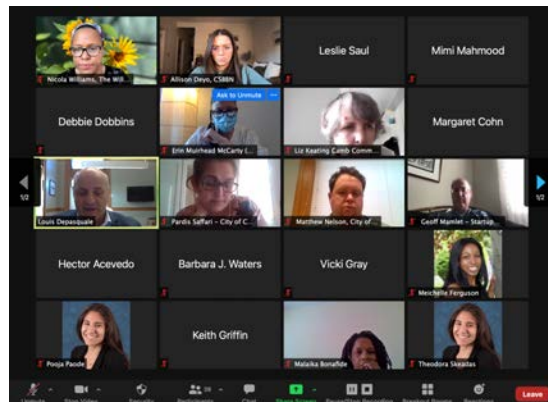 Nicola Williams, The Will...
Allison Deyo, CSBBN
Leslie Saul
Mimi Mahmood
Debbie Dobbins
Ask to Unmute ...
Erin Muirhead McCarty (...
Liz Keating Camb Comm...
Margaret Cohn
1/2
1/2
Louis Depasquale
Pardis Saffari - City of C...
Matthew Nelson, City of...
Geoff Mamlet - Startup...
Hector Acevedo
Barbara J. Waters
Vicki Gray
Meichelle Ferguson
Pooja Paode
Keith Griffin
Malaika Bonafide
Theodora Skeadas
Leave